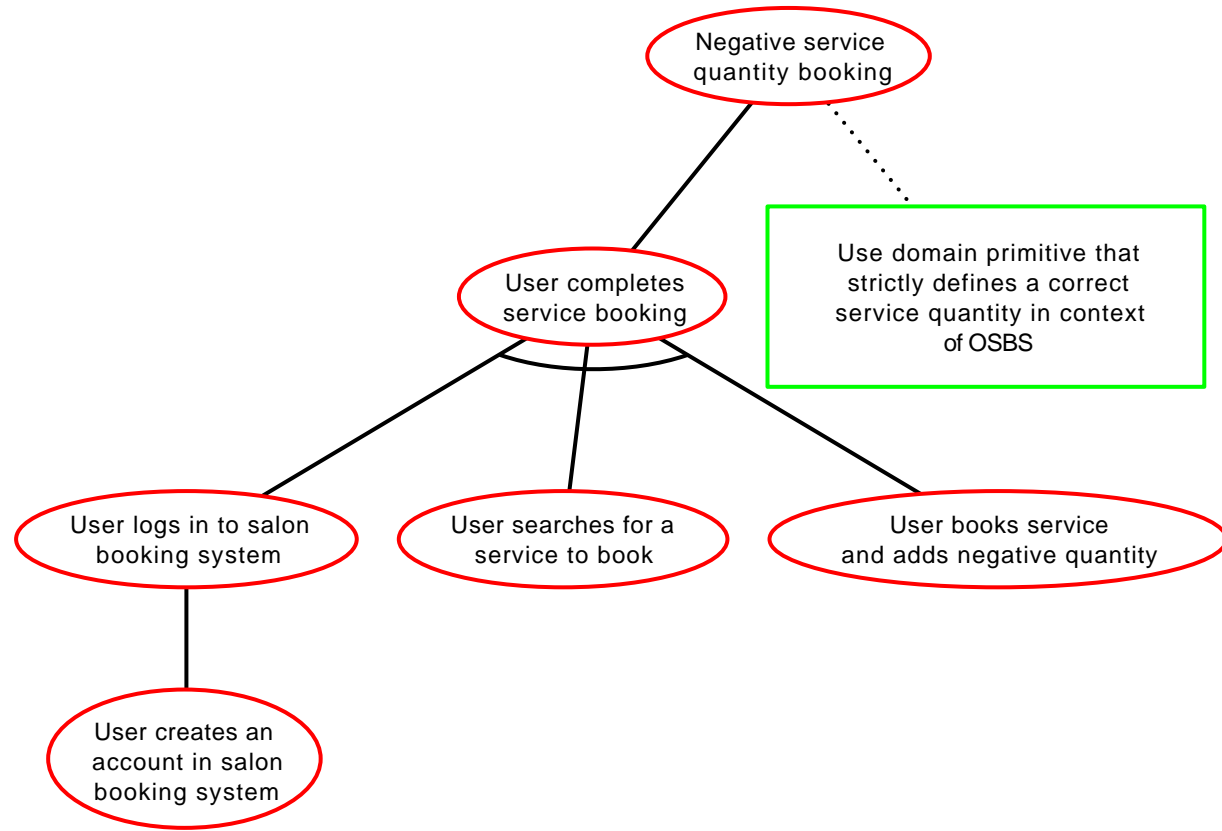 Negative service
quantity booking
Use domain primitive that
strictly defines a correct
service quantity in context
of OSBS
User completes
service booking
User logs in to salon
booking system
User searches for a
service to book
User books service
and adds negative quantity
User creates an
account in salon
booking system